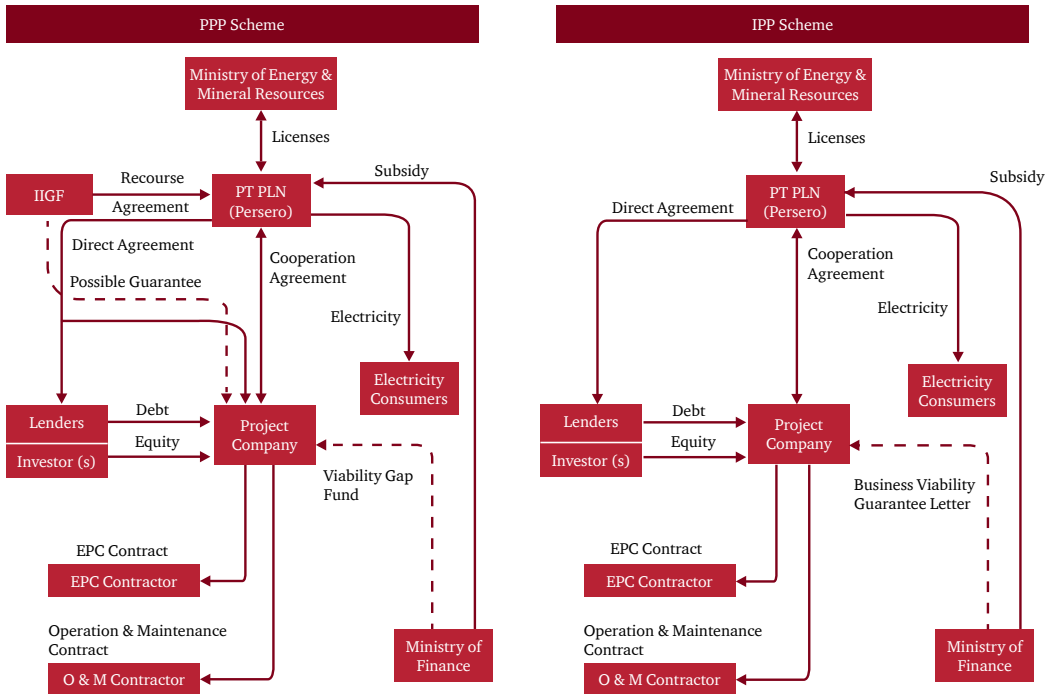 PPP Scheme
Ministry of Energy &
Mineral Resources
Licenses
Subsidy
IIGF
Recourse
Agreement
PT PLN
(Persero)
Direct Agreement
Cooperation
Agreement
Possible Guarantee
Electricity
Electricity
Consumers
Lenders
Debt
Investor (s)
Equity
Project
Company
Viability Gap
Fund
EPC Contract
EPC Contractor
Operation & Maintenance
Contract
O & M Contractor
Ministry of
Finance
IPP Scheme
Ministry of Energy &
Mineral Resources
Licenses
Subsidy
PT PLN
(Persero)
Direct Agreement
Cooperation
Agreement
Electricity
Electricity
Consumers
Lenders
Debt
Investor (s)
Equity
Project
Company
Business Viability
Guarantee Letter
EPC Contract
EPC Contractor
Operation & Maintenance
Contract
O & M Contractor
Ministry of
Finance